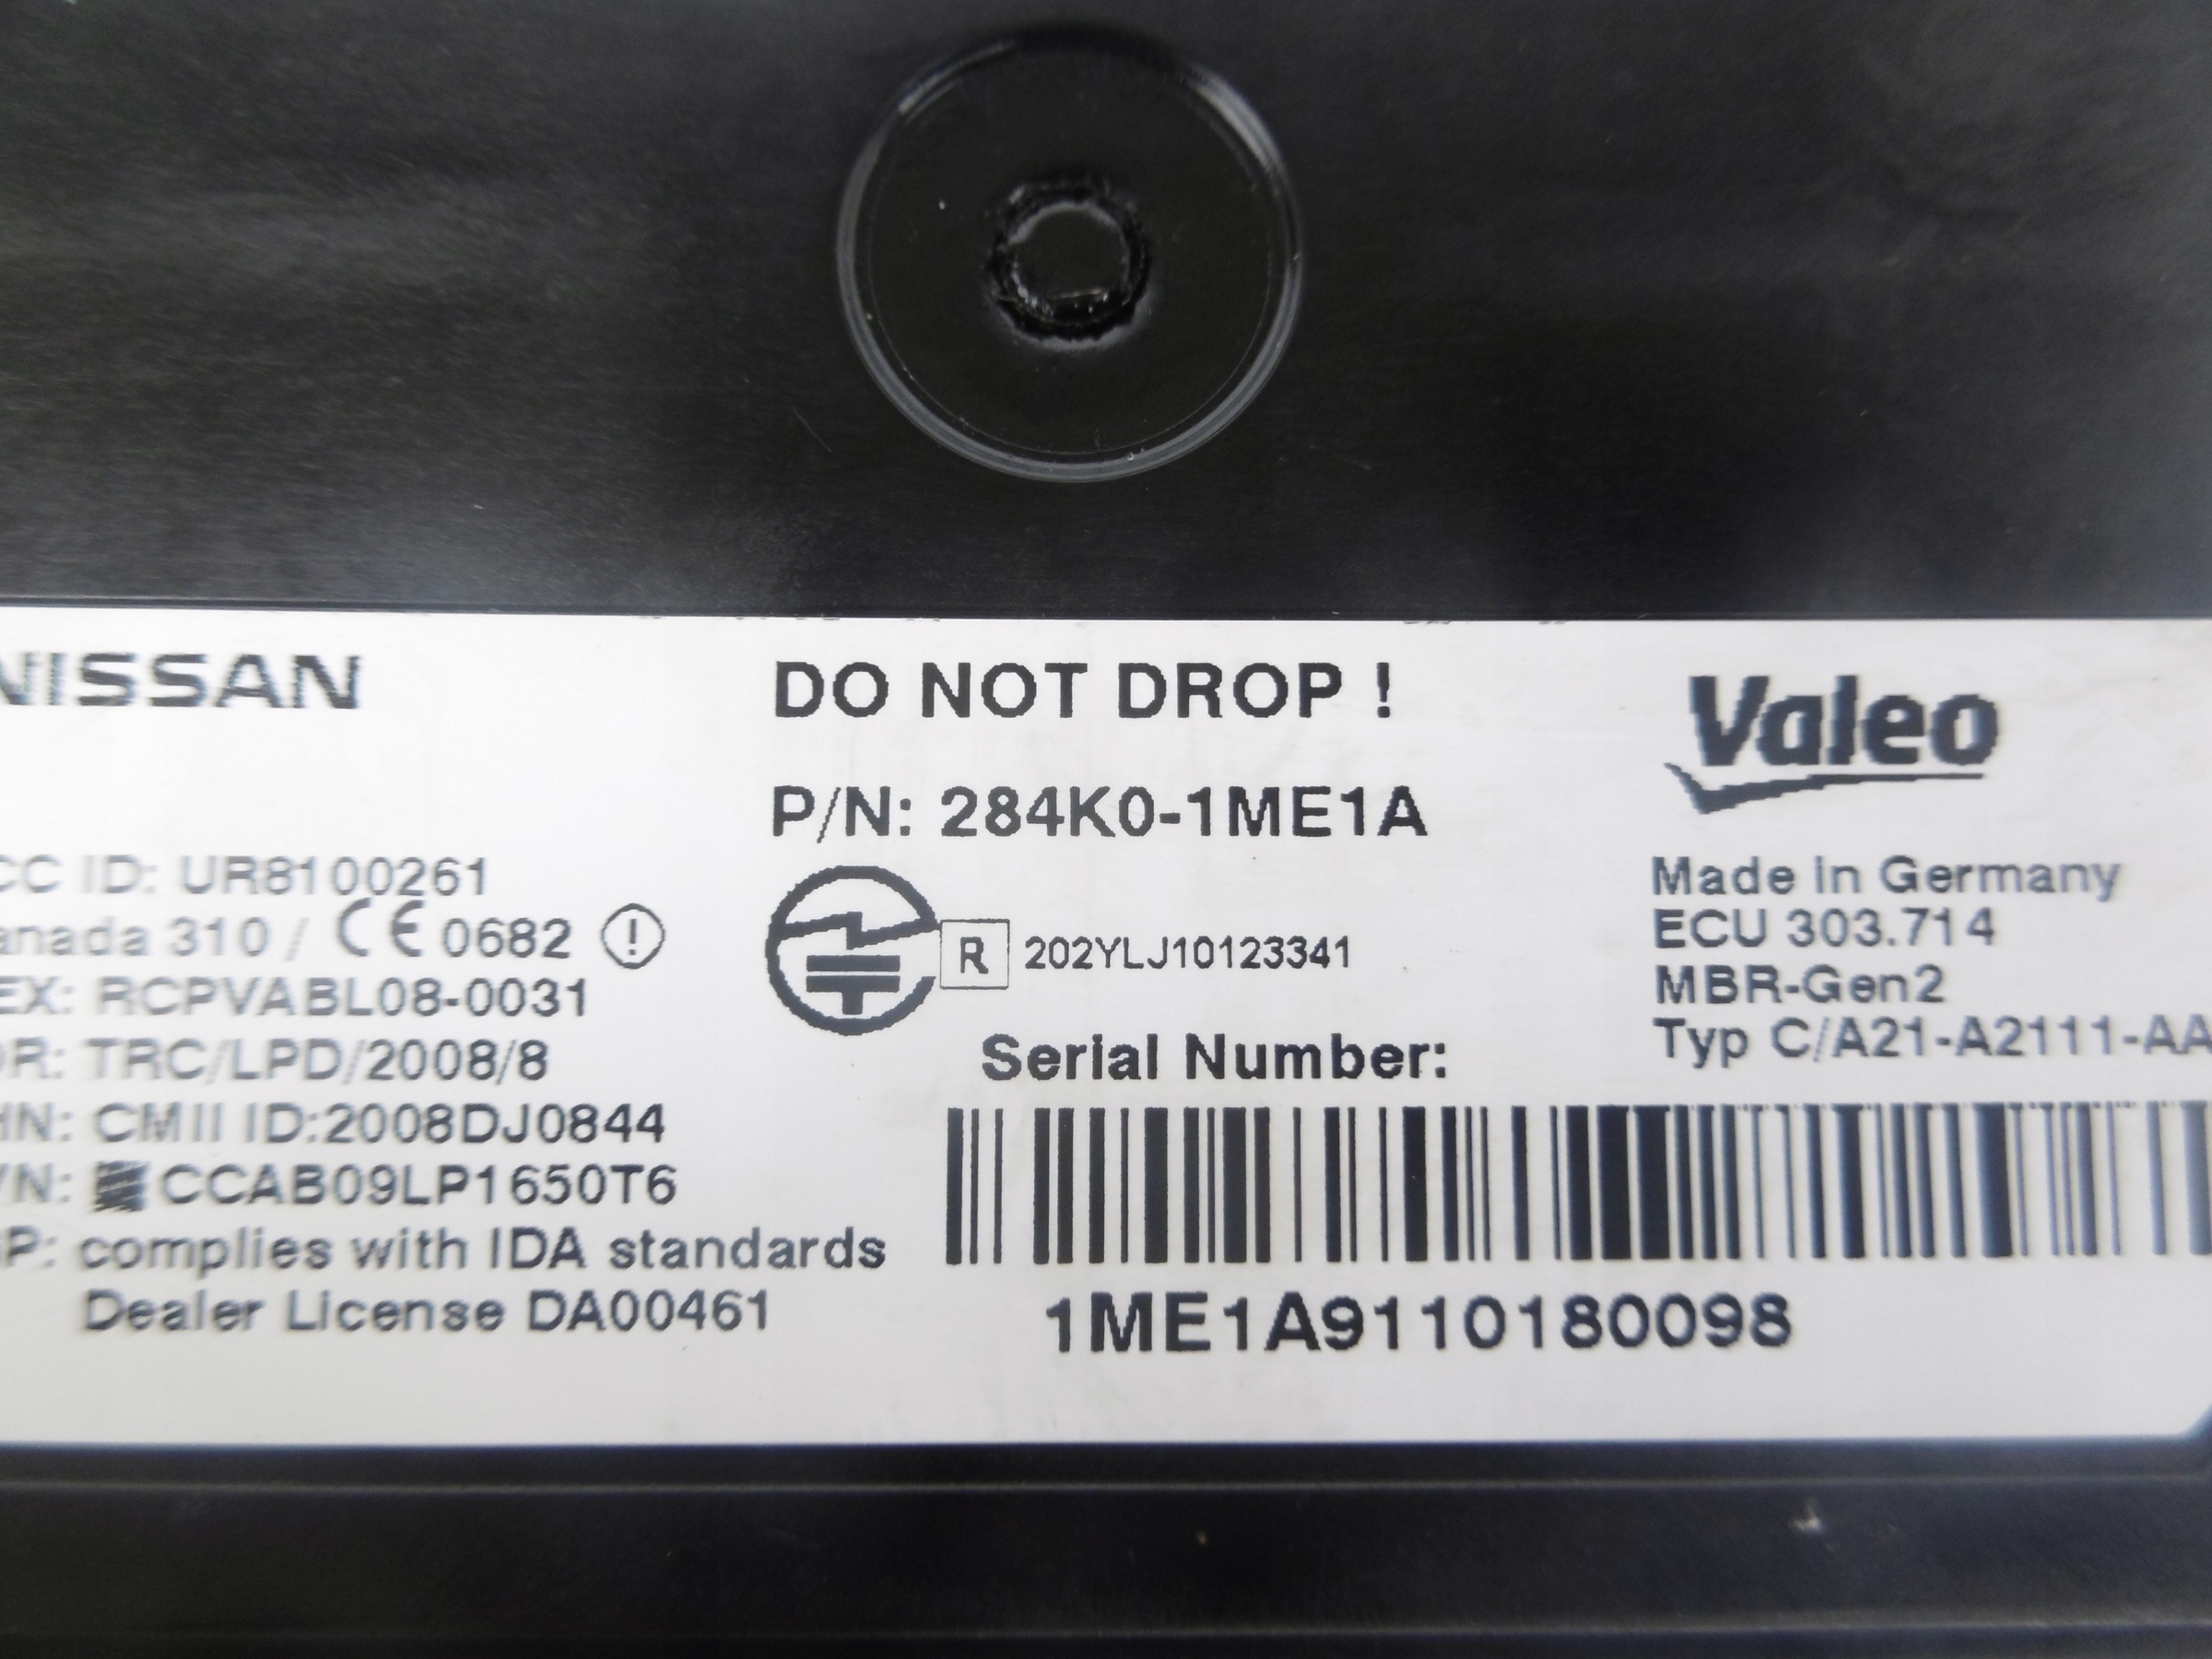 NISSAN
DO NOT DROP !
Valeo
P/N: 284K0-1ME1A
CC ID: UR8100261
anada 310 / CE 0682
EX: RCPVABL08-0031
OR: TRC/LPD/2008/8
HN: CMII ID:2008DJ0844
/N: CCAB09LP1650T6
GP: complies with IDA standards
Dealer License DA00461
R 202YLJ10123341
Serial Number:
1ME1A9110180098
Made in Germany
ECU 303.714
MBR-Gen2
Typ C/A21-A2111-AA